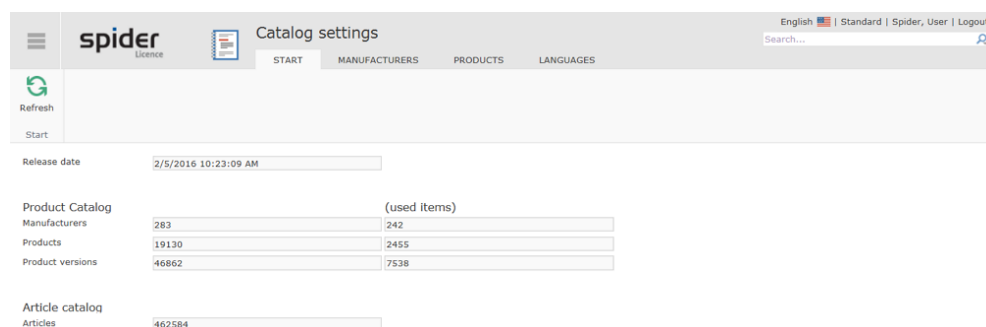 English | Standard | Spider, User | Logout
spider
Licence
Catalog settings
Search...
START MANUFACTURERS PRODUCTS LANGUAGES
Refresh
Start
Release date 2/5/2016 10:23:09 AM
Product Catalog (used items)
Manufacturers 283 242
Products 19130 2455
Product versions 46862 7538
Article catalog
Articles 462584